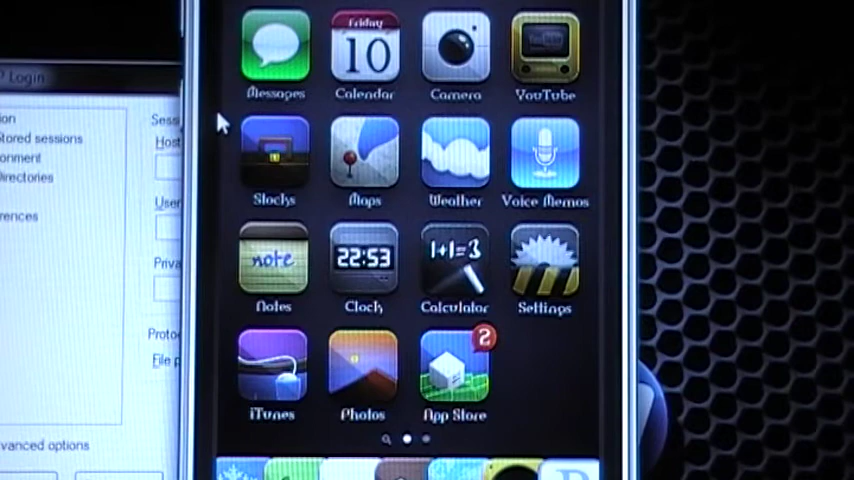 P Login
Friday
10
Messages
Calendar
Camera
YouTube
tored sessions
Sess
Host
onment
irectories
Stocks
Maps
Weather
Voice Memos
User
rences
note
22:53
1+1=3
Priva
Notes
Clock
Calculator
Settings
Proto
2
File p
iTunes
Photos
App Store
vanced options